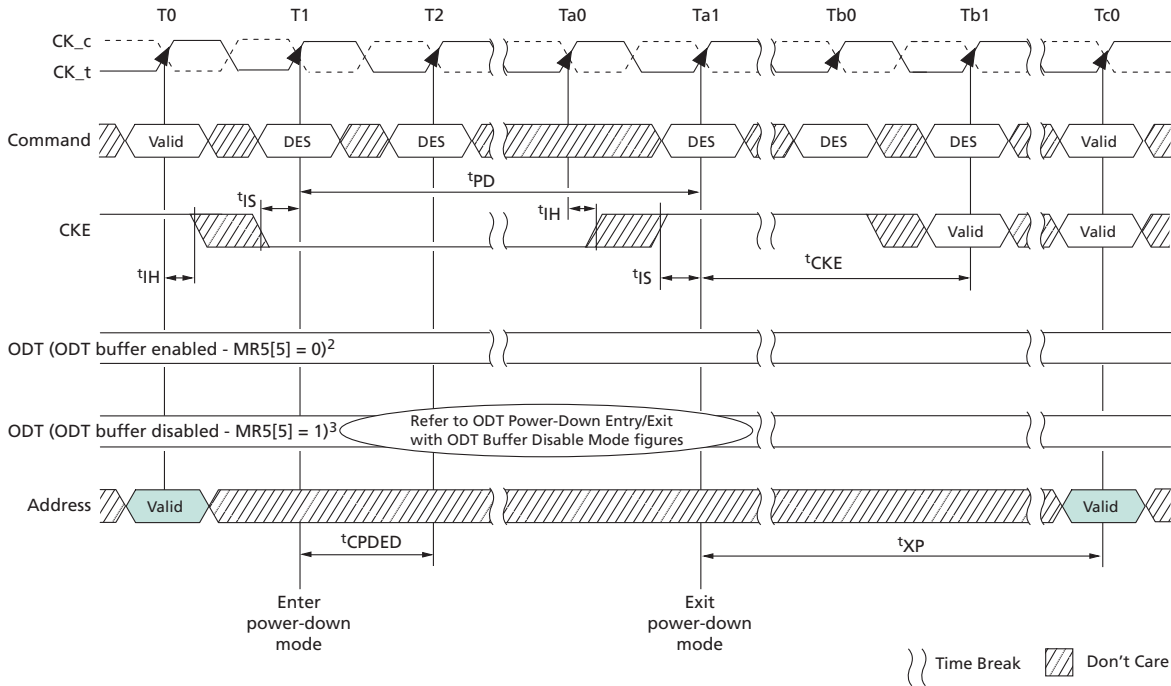 T0 T1 T2 Ta0 Ta1 Tb0 Tb1 Tc0
CK_c
CK_t
Command Valid DES DES DES DES DES Valid
tPD
tIS tIH
CKE Valid Valid
tIH tIS tCKE
ODT (ODT buffer enabled - MR5[5] = 0)2
ODT (ODT buffer disabled - MR5[5] = 1)3
Refer to ODT Power-Down Entry/Exit
with ODT Buffer Disable Mode figures
Address Valid Valid
tCPDED tXP
Enter
power-down
mode
Exit
power-down
mode
Time Break Don't Care